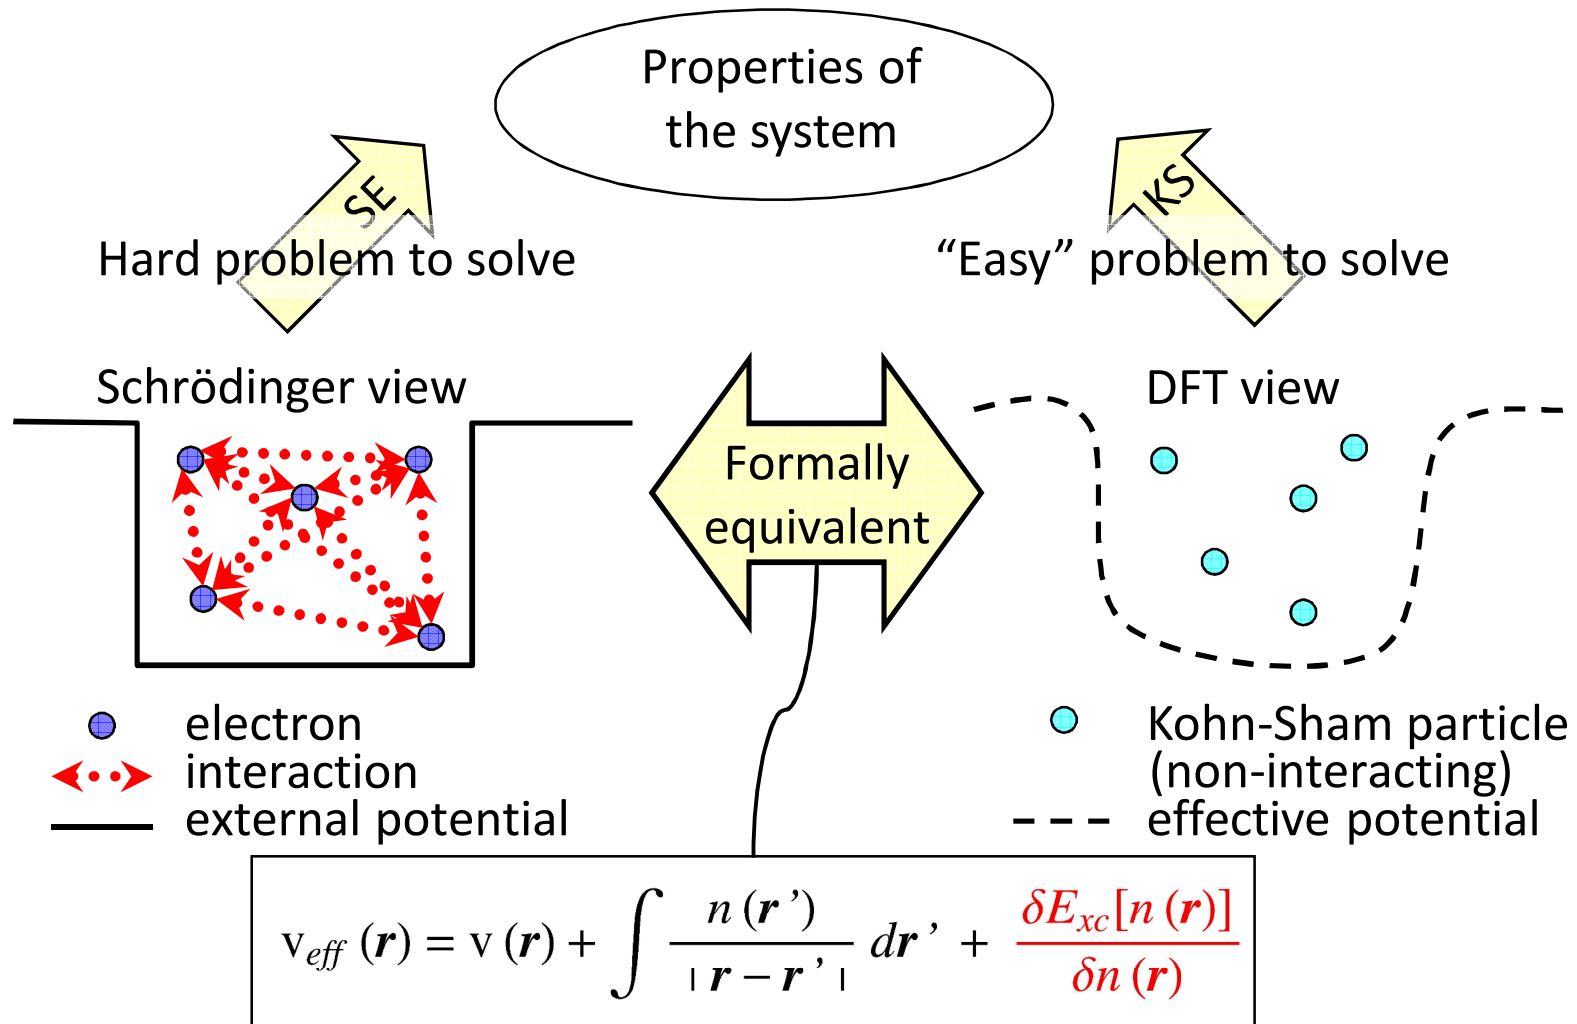 Properties of
the system
SE
KS
Hard problem to solve
“Easy” problem to solve
Schrödinger view
DFT view
Formally
equivalent
electron
interaction
external potential
Kohn-Sham particle
(non-interacting)
effective potential
v_eff (r) = v (r) + ∫ n (r ’) / | r − r ’ | dr ’ + δE_xc[n (r)] / δn (r)